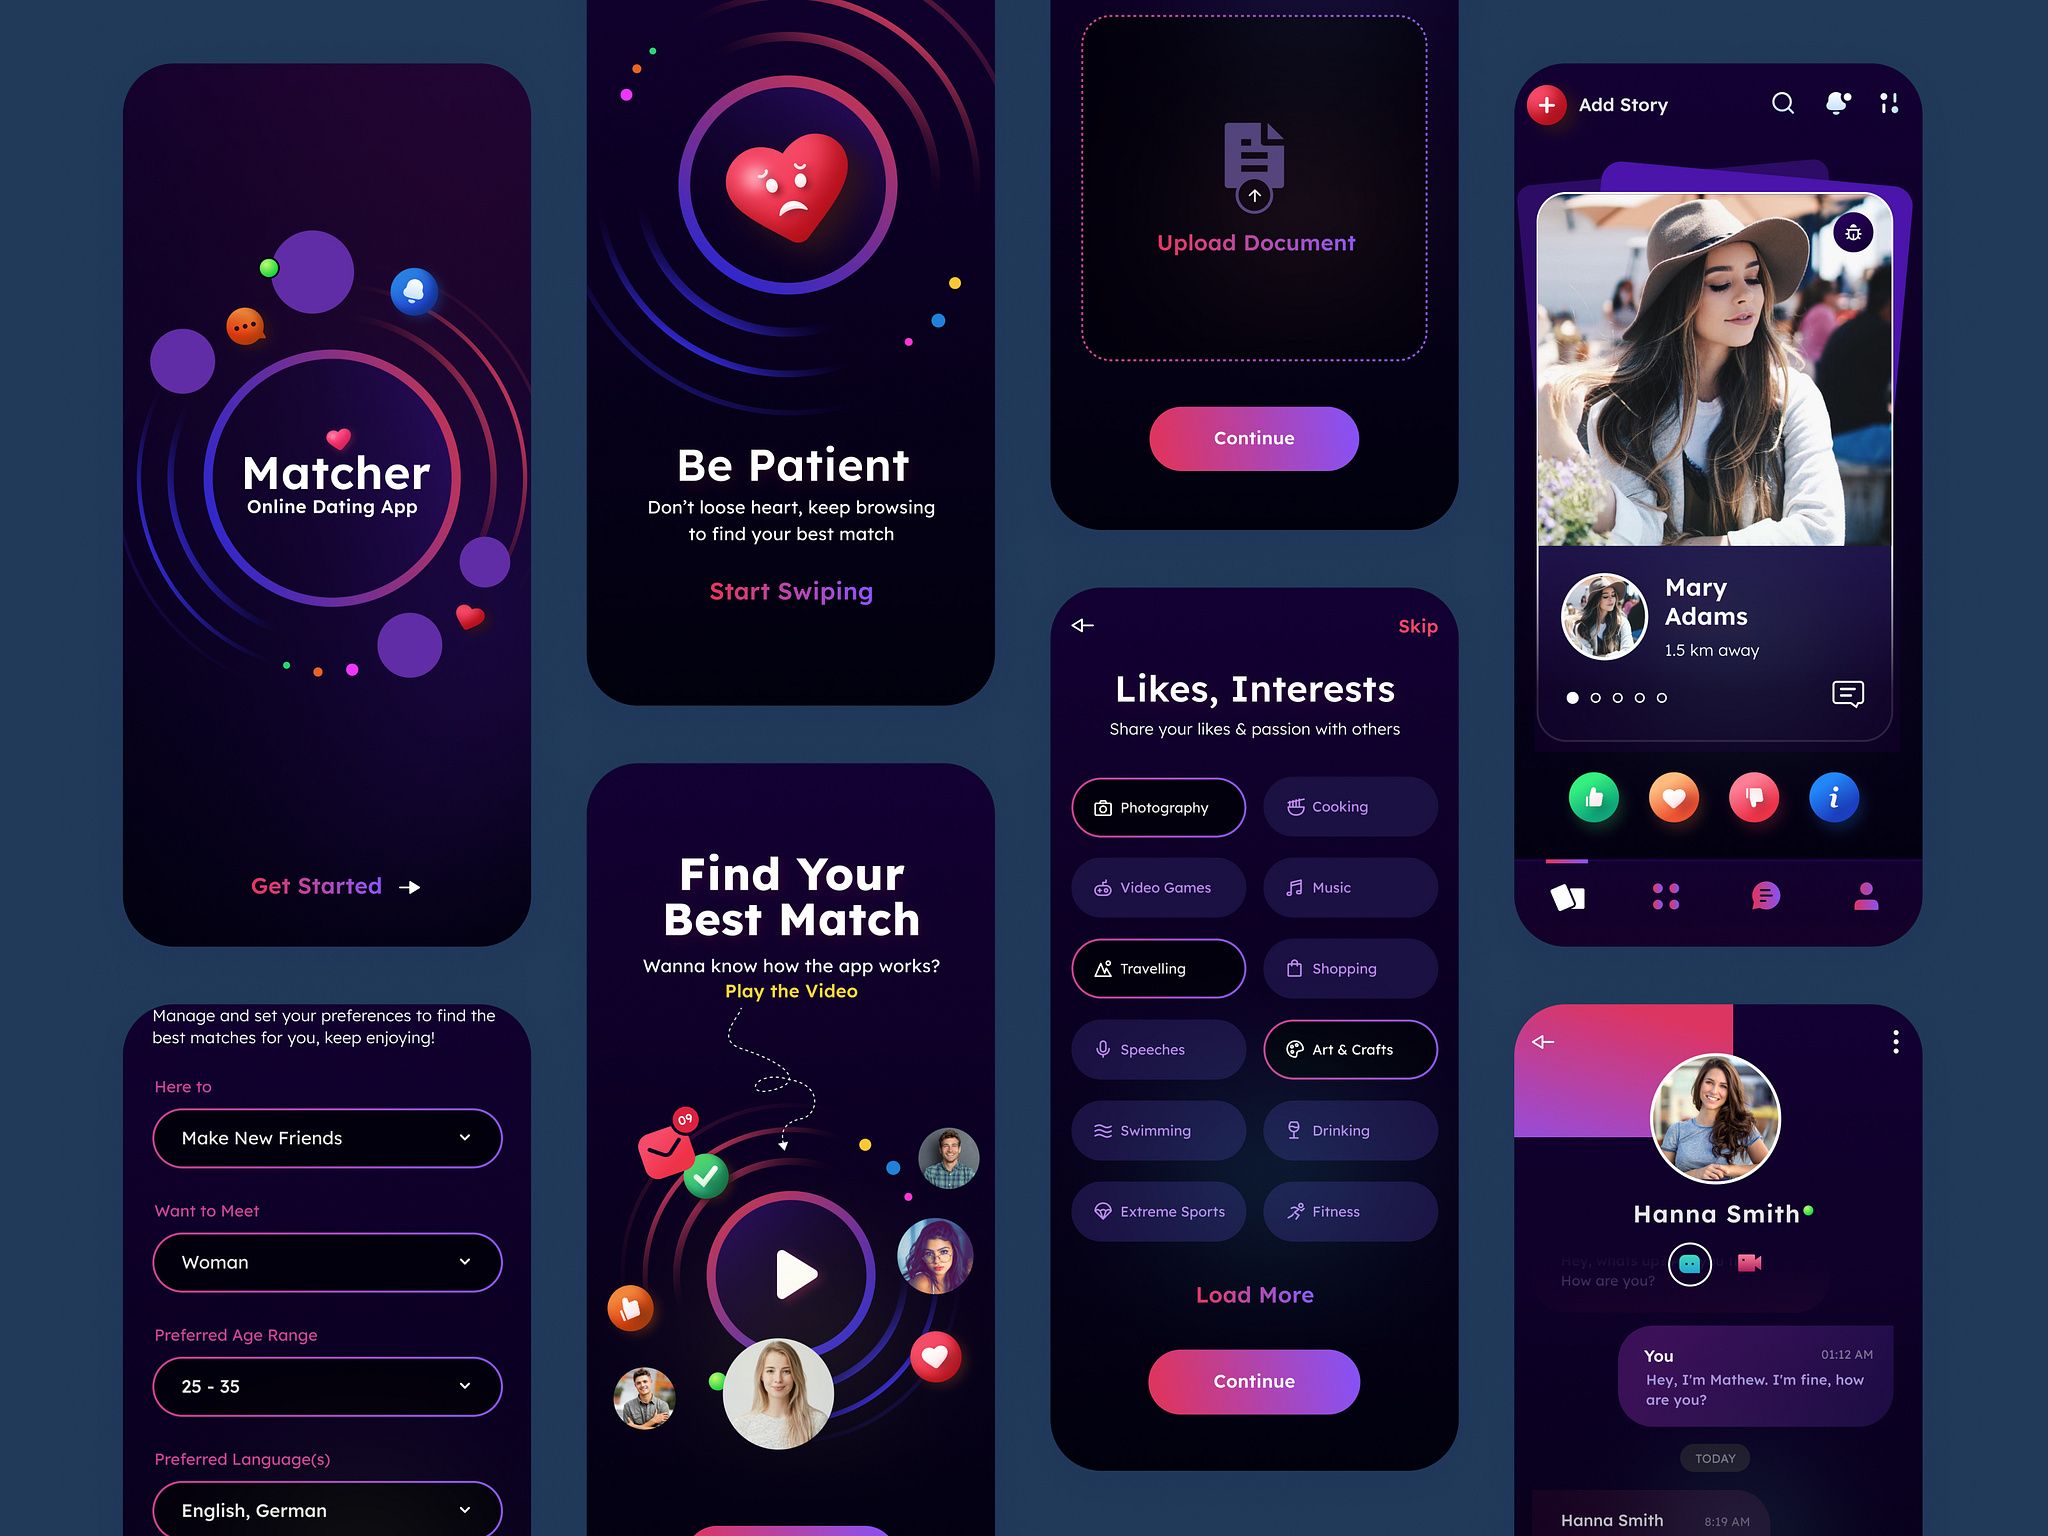 Matcher
Online Dating App
Get Started
Manage and set your preferences to find the
best matches for you, keep enjoying!
Here to
Make New Friends
Want to Meet
Woman
Preferred Age Range
25 - 35
Preferred Language(s)
English, German
Be Patient
Don't loose heart, keep browsing
to find your best match
Start Swiping
Find Your
Best Match
Wanna know how the app works?
Play the Video
09
Upload Document
Continue
Skip
Likes, Interests
Share your likes & passion with others
Photography
Cooking
Video Games
Music
Travelling
Shopping
Speeches
Art & Crafts
Swimming
Drinking
Extreme Sports
Fitness
Load More
Continue
Add Story
Mary
Adams
1.5 km away
i
Hanna Smith
Hey, whats up?
How are you?
You
01:12 AM
Hey, I'm Mathew. I'm fine, how
are you?
TODAY
Hanna Smith
8:19 AM